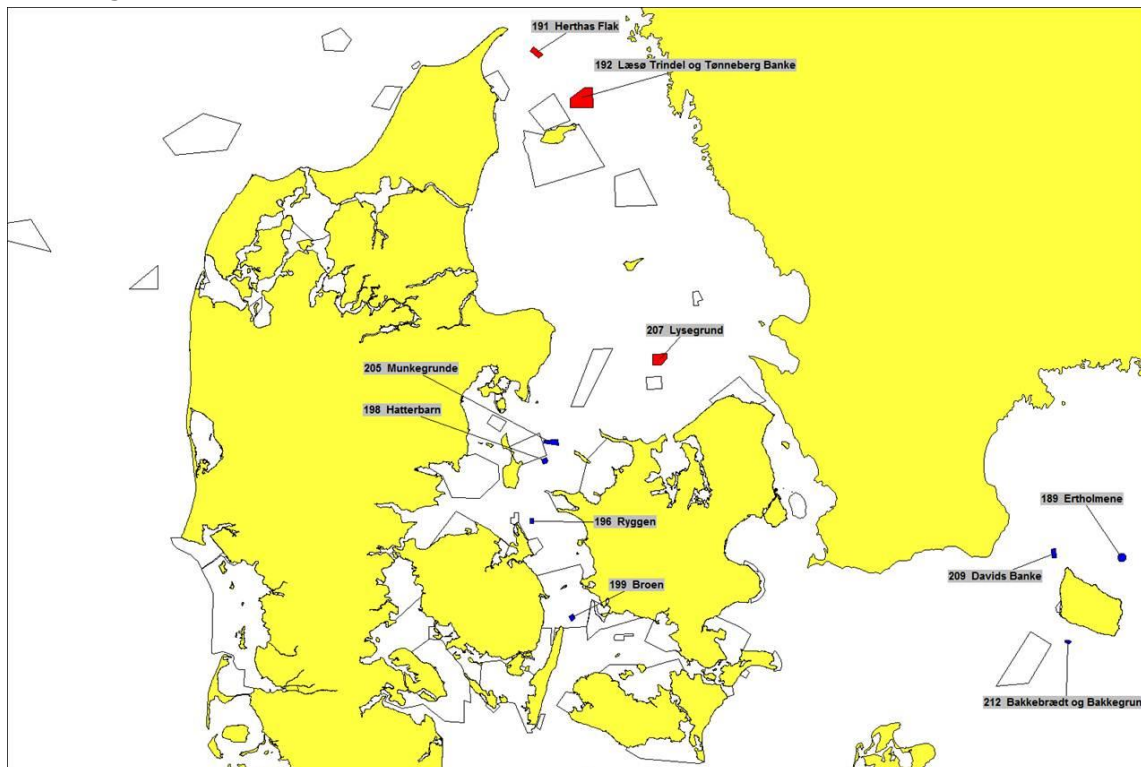 191 Herthas Flak
192 Læsø Trindel og Tønneberg Banke
207 Lysegrund
205 Munkegrunde
198 Hatterbarn
189 Ertholmene
196 Ryggen
209 Davids Banke
199 Broen
212 Bakkebrædt og Bakkegrun